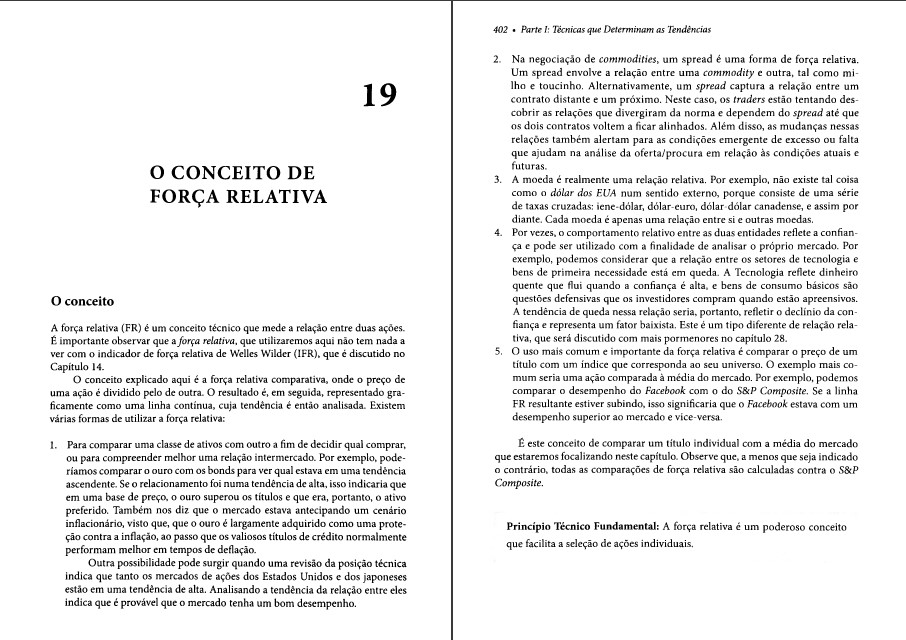 19
O CONCEITO DE
FORÇA RELATIVA
O conceito
A força relativa (FR) é um conceito técnico que mede a relação entre duas ações.
É importante observar que a força relativa, que utilizaremos aqui não tem nada a
ver com o indicador de força relativa de Welles Wilder (IFR), que é discutido no
Capítulo 14.
O conceito explicado aqui é a força relativa comparativa, onde o preço de
uma ação é dividido pelo de outra. O resultado é, em seguida, representado gra-
ficamente como uma linha contínua, cuja tendência é então analisada. Existem
várias formas de utilizar a força relativa:
1. Para comparar uma classe de ativos com outro a fim de decidir qual comprar,
ou para compreender melhor uma relação intermercado. Por exemplo, pode-
ríamos comparar o ouro com os bonds para ver qual estava em uma tendência
ascendente. Se o relacionamento foi numa tendência de alta, isso indicaria que
em uma base de preço, o ouro superou os títulos e que era, portanto, o ativo
preferido. Também nos diz que o mercado estava antecipando um cenário
inflacionário, visto que, que o ouro é largamente adquirido como uma prote-
ção contra a inflação, ao passo que os valiosos títulos de crédito normalmente
performam melhor em tempos de deflação.
Outra possibilidade pode surgir quando uma revisão da posição técnica
indica que tanto os mercados de ações dos Estados Unidos e dos japoneses
estão em uma tendência de alta. Analisando a tendência da relação entre eles
indica que é provável que o mercado tenha um bom desempenho.
402 • Parte I: Técnicas que Determinam as Tendências
2. Na negociação de commodities, um spread é uma forma de força relativa.
Um spread envolve a relação entre uma commodity e outra, tal como mi-
lho e toucinho. Alternativamente, um spread captura a relação entre um
contrato distante e um próximo. Neste caso, os traders estão tentando des-
cobrir as relações que divergiram da norma e dependem do spread até que
os dois contratos voltem a ficar alinhados. Além disso, as mudanças nessas
relações também alertam para as condições emergente de excesso ou falta
que ajudam na análise da oferta/procura em relação às condições atuais e
futuras.
3. A moeda é realmente uma relação relativa. Por exemplo, não existe tal coisa
como o dólar dos EUA num sentido externo, porque consiste de uma série
de taxas cruzadas: iene-dólar, dólar-euro, dólar-dólar canadense, e assim por
diante. Cada moeda é apenas uma relação entre si e outras moedas.
4. Por vezes, o comportamento relativo entre as duas entidades reflete a confian-
ça e pode ser utilizado com a finalidade de analisar o próprio mercado. Por
exemplo, podemos considerar que a relação entre os setores de tecnologia e
bens de primeira necessidade está em queda. A Tecnologia reflete dinheiro
quente que flui quando a confiança é alta, e bens de consumo básicos são
questões defensivas que os investidores compram quando estão apreensivos.
A tendência de queda nessa relação seria, portanto, refletir o declínio da con-
fiança e representa um fator baixista. Este é um tipo diferente de relação rela-
tiva, que será discutido com mais pormenores no capítulo 28.
5. O uso mais comum e importante da força relativa é comparar o preço de um
título com um índice que corresponda ao seu universo. O exemplo mais co-
mum seria uma ação comparada à média do mercado. Por exemplo, podemos
comparar o desempenho do Facebook com o do S&P Composite. Se a linha
FR resultante estiver subindo, isso significaria que o Facebook estava com um
desempenho superior ao mercado e vice-versa.
É este conceito de comparar um título individual com a média do mercado
que estaremos focalizando neste capítulo. Observe que, a menos que seja indicado
o contrário, todas as comparações de força relativa são calculadas contra o S&P
Composite.
Princípio Técnico Fundamental: A força relativa é um poderoso conceito
que facilita a seleção de ações individuais.